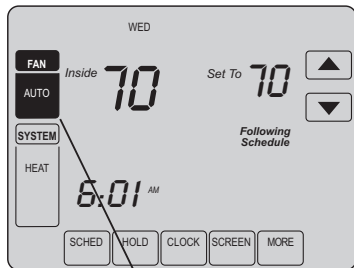 WED
FAN
AUTO
Inside 70
Set To 70
Following
Schedule
SYSTEM
HEAT
6:01 AM
SCHED HOLD CLOCK SCREEN MORE